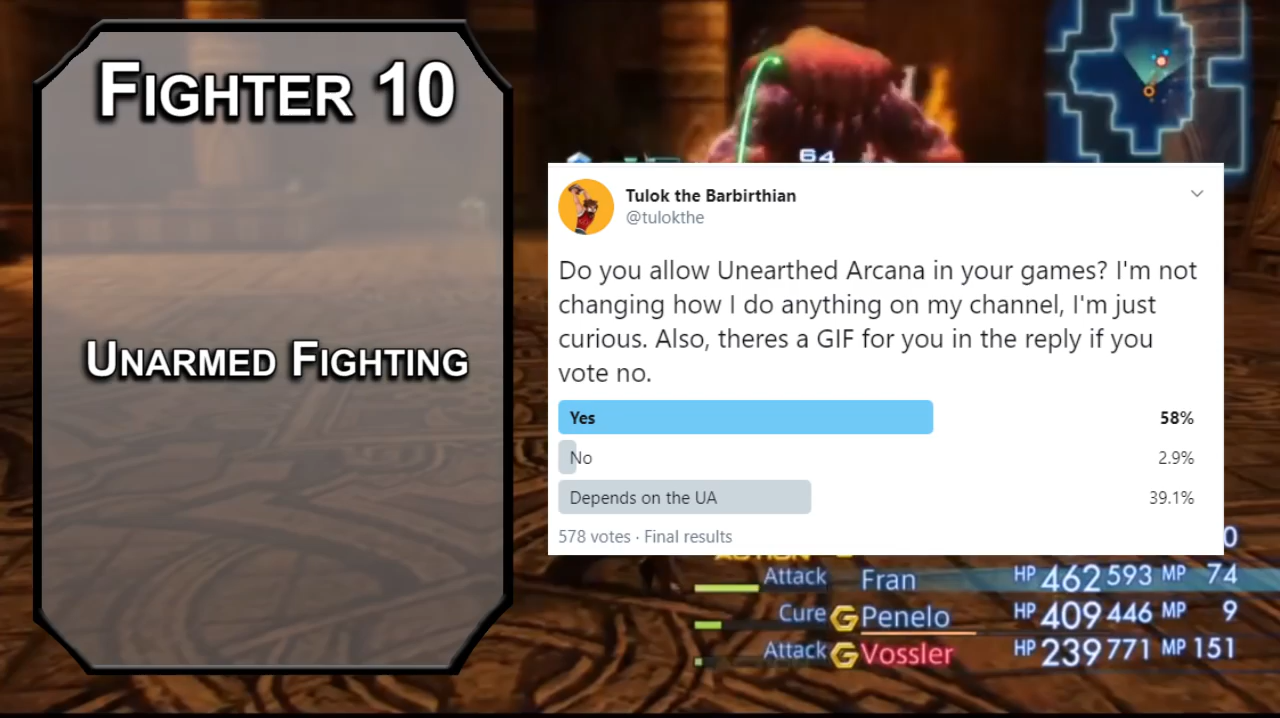 FIGHTER 10
UNARMED FIGHTING
64
Tulok the Barbirthian
@tulokthe
Do you allow Unearthed Arcana in your games? I'm not
changing how I do anything on my channel, I'm just
curious. Also, theres a GIF for you in the reply if you
vote no.
Yes 58%
No 2.9%
Depends on the UA 39.1%
578 votes · Final results
0
Attack Fran HP 462 593 MP 74
Cure G Penelo HP 409 446 MP 9
Attack G Vossler HP 239 771 MP 151